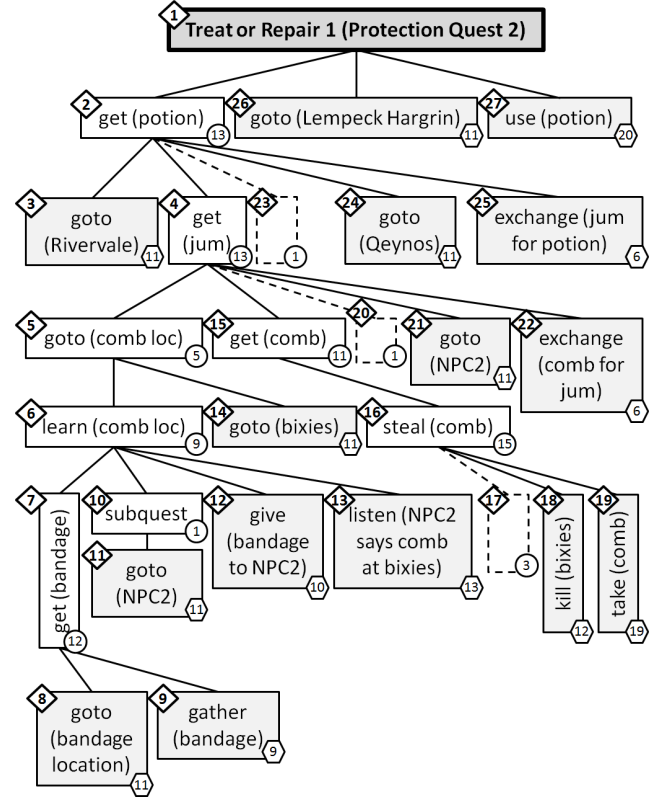 1
Treat or Repair 1 (Protection Quest 2)
2
get (potion)
13
26
goto (Lempeck Hargrin)
11
27
use (potion)
20
3
goto
(Rivervale)
11
4
get
(jum)
13
23
1
24
goto
(Qeynos)
11
25
exchange (jum
for potion)
6
5
goto (comb loc)
5
15
get (comb)
11
20
1
21
goto
(NPC2)
11
22
exchange
(comb for
jum)
6
6
learn (comb loc)
9
14
goto (bixies)
11
16
steal (comb)
15
7
get (bandage)
12
10
subquest
1
11
goto
(NPC2)
11
12
give
(bandage
to NPC2)
10
13
listen (NPC2
says comb
at bixies)
13
17
3
18
kill (bixies)
12
19
take (comb)
19
8
goto
(bandage
location)
11
9
gather
(bandage)
9